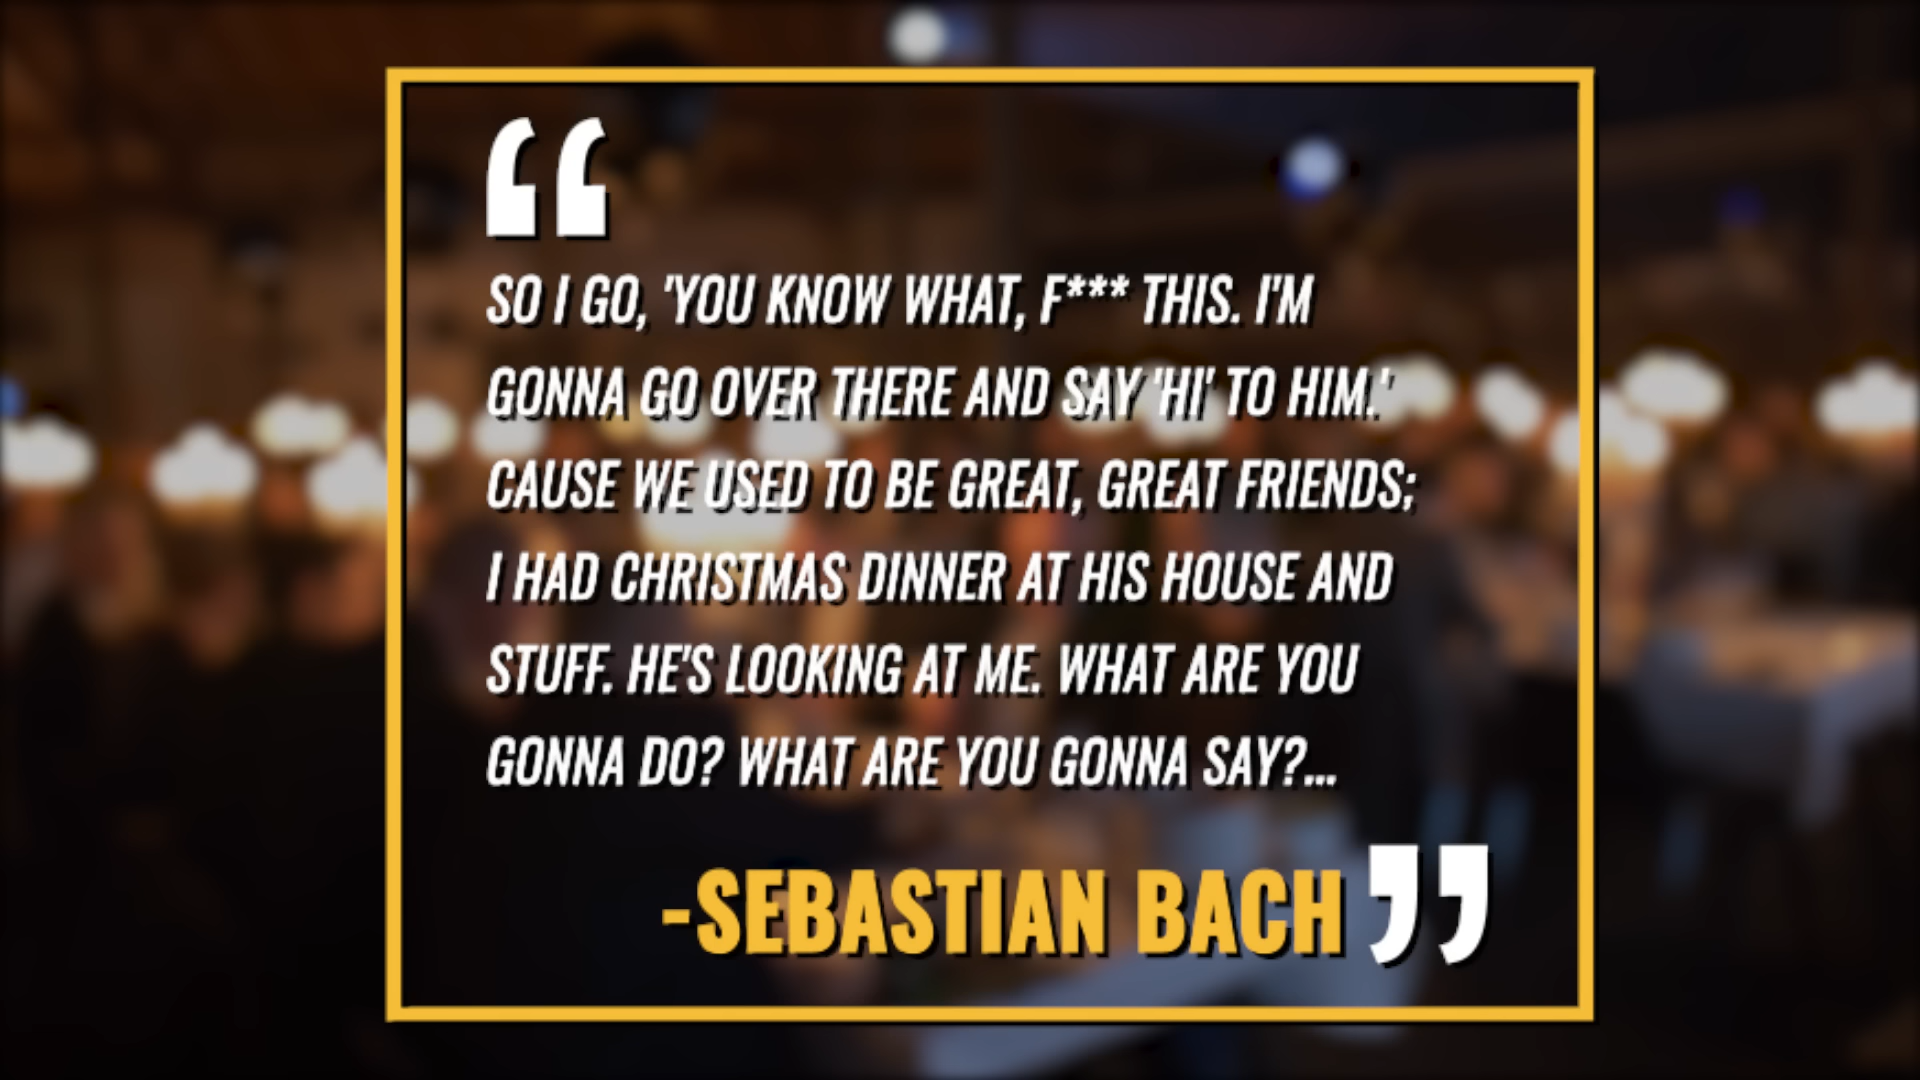 “
SO I GO, 'YOU KNOW WHAT, F*** THIS. I'M
GONNA GO OVER THERE AND SAY 'HI' TO HIM.'
CAUSE WE USED TO BE GREAT, GREAT FRIENDS;
I HAD CHRISTMAS DINNER AT HIS HOUSE AND
STUFF. HE'S LOOKING AT ME. WHAT ARE YOU
GONNA DO? WHAT ARE YOU GONNA SAY?...
-SEBASTIAN BACH ”